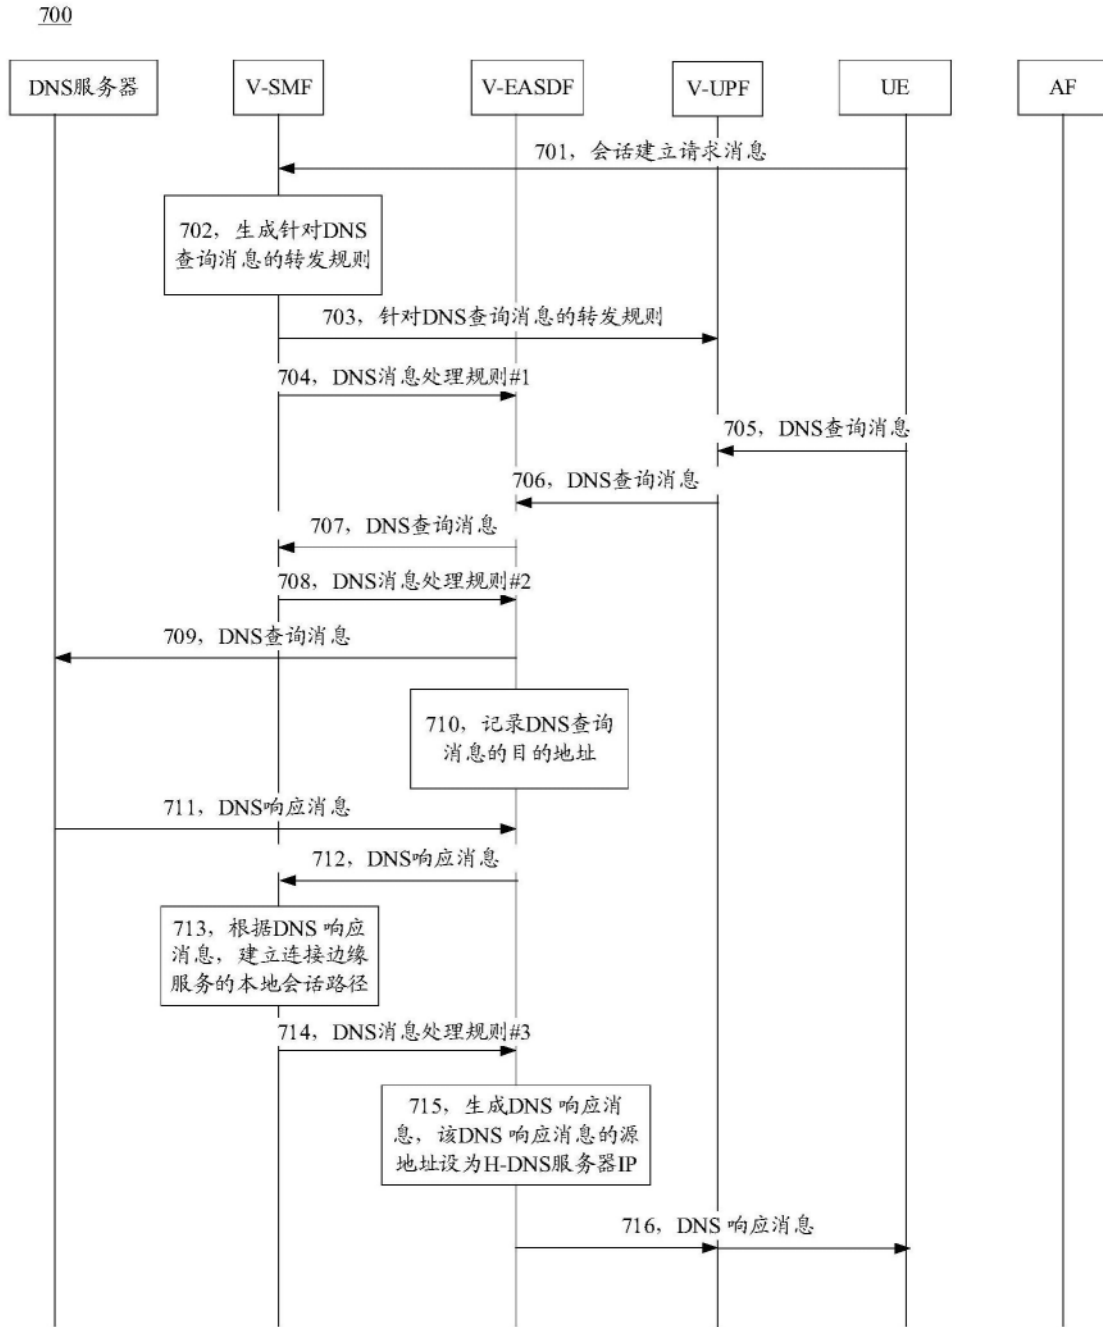 700
DNS服务器
V-SMF
V-EASDF
V-UPF
UE
AF
701，会话建立请求消息
702，生成针对DNS
查询消息的转发规则
703，针对DNS查询消息的转发规则
704，DNS消息处理规则#1
705，DNS查询消息
706，DNS查询消息
707，DNS查询消息
708，DNS消息处理规则#2
709，DNS查询消息
710，记录DNS查询
消息的目的地址
711，DNS响应消息
712，DNS响应消息
713，根据DNS 响应
消息，建立连接边缘
服务的本地会话路径
714，DNS消息处理规则#3
715，生成DNS 响应消
息，该DNS 响应消息的源
地址设为H-DNS服务器IP
716，DNS 响应消息